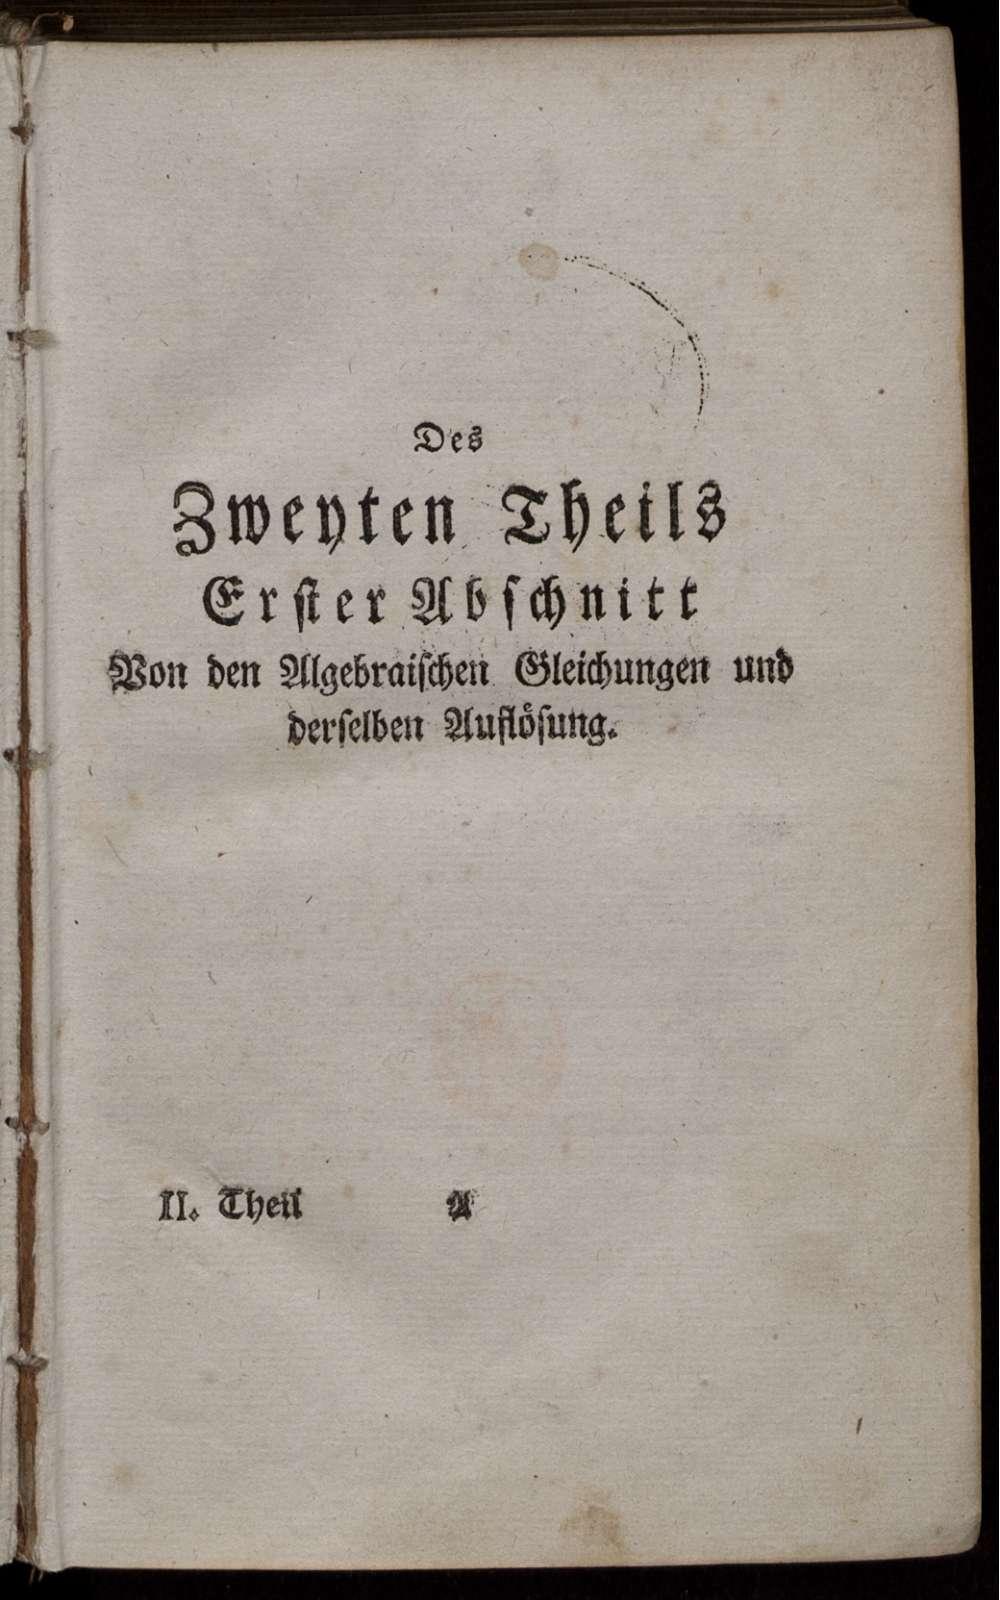 Des
Zweyten Theils
Erster Abschnitt
Von den Algebraischen Gleichungen und
derselben Auflösung.
II. Theil A